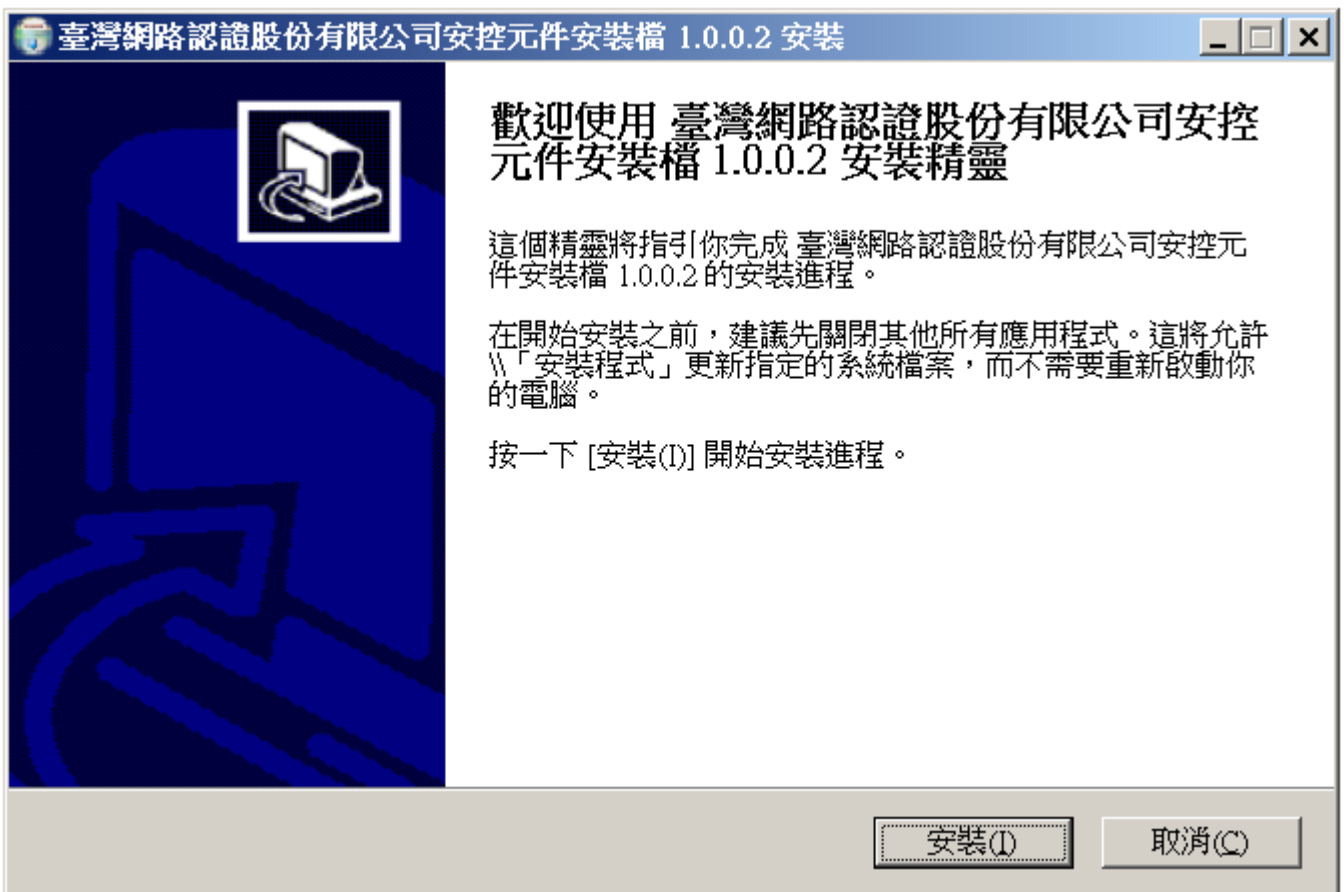 臺灣網路認證股份有限公司安控元件安裝檔 1.0.0.2 安裝
歡迎使用 臺灣網路認證股份有限公司安控
元件安裝檔 1.0.0.2 安裝精靈
這個精靈將指引你完成 臺灣網路認證股份有限公司安控元
件安裝檔 1.0.0.2 的安裝進程。
在開始安裝之前，建議先關閉其他所有應用程式。這將允許
\\「安裝程式」更新指定的系統檔案，而不需要重新啟動你
的電腦。
按一下 [安裝(I)] 開始安裝進程。
安裝(I)
取消(C)